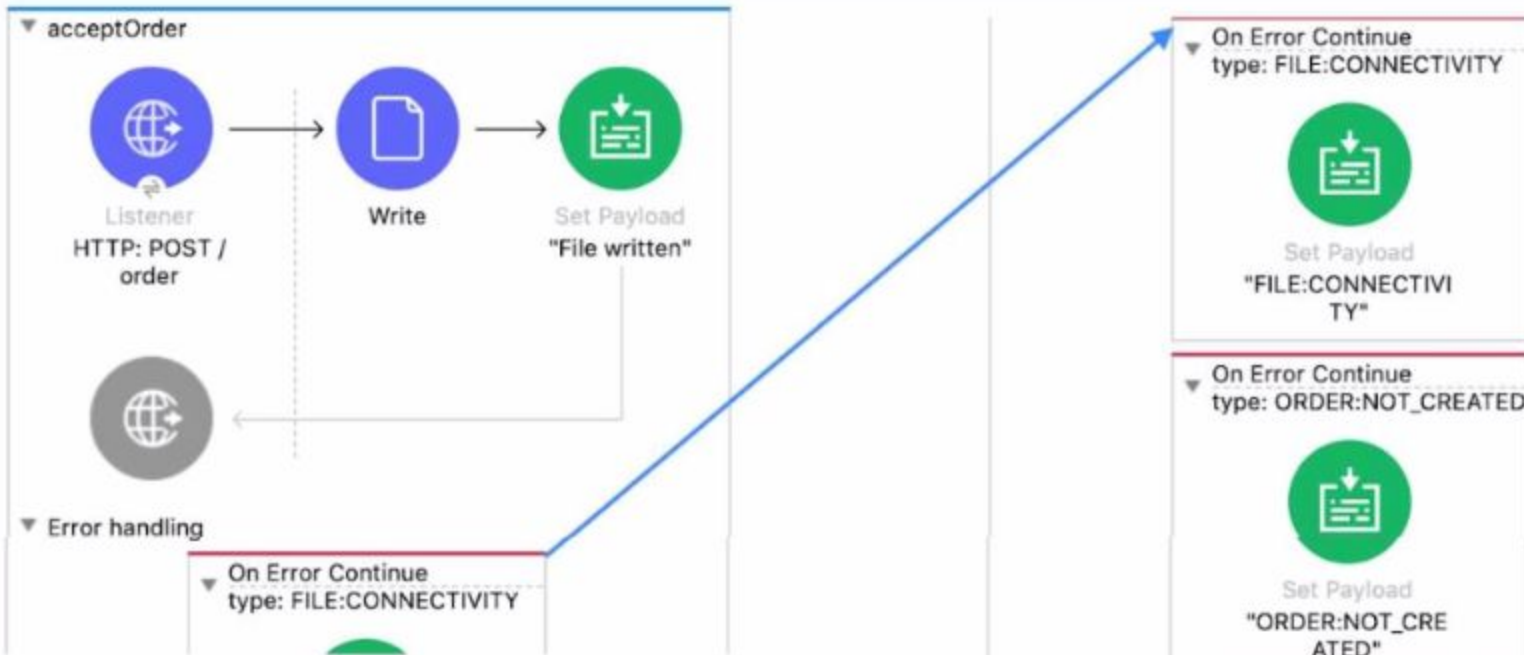 acceptOrder
Listener
HTTP: POST /
order
Write
Set Payload
"File written"
Error handling
On Error Continue
type: FILE:CONNECTIVITY
On Error Continue
type: FILE:CONNECTIVITY
Set Payload
"FILE:CONNECTIVI
TY"
On Error Continue
type: ORDER:NOT_CREATED
Set Payload
"ORDER:NOT_CRE
ATED"